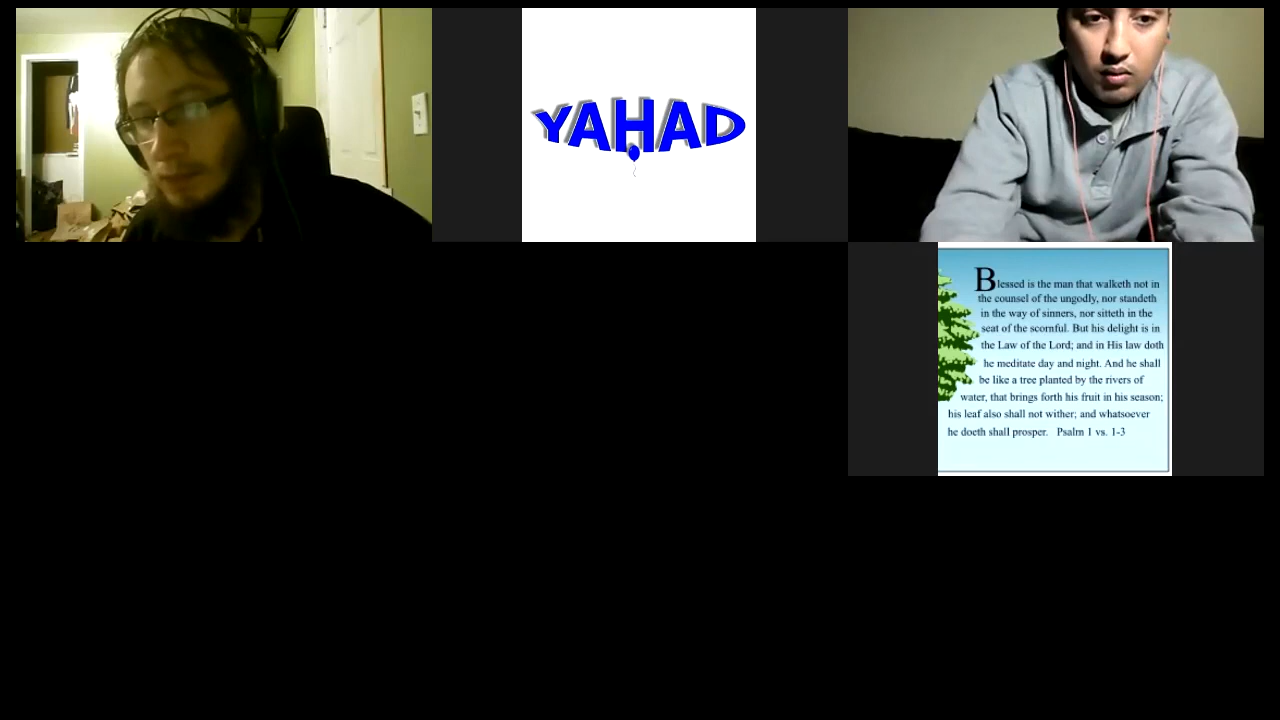 YAHAD
Blessed is the man that walketh not in
the counsel of the ungodly, nor standeth
in the way of sinners, nor sitteth in the
seat of the scornful. But his delight is in
the Law of the Lord; and in His law doth
he meditate day and night. And he shall
be like a tree planted by the rivers of
water, that brings forth his fruit in his season;
his leaf also shall not wither; and whatsoever
he doeth shall prosper. Psalm 1 vs. 1-3